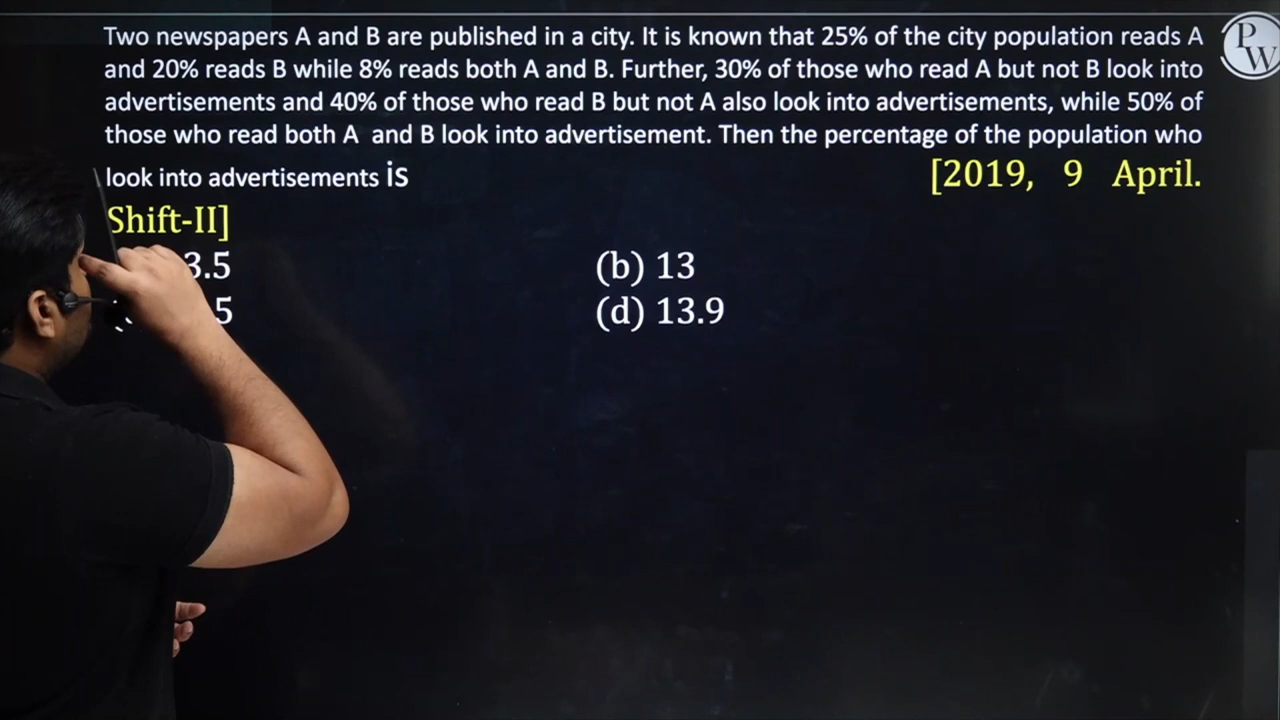 Two newspapers A and B are published in a city. It is known that 25% of the city population reads A
and 20% reads B while 8% reads both A and B. Further, 30% of those who read A but not B look into
advertisements and 40% of those who read B but not A also look into advertisements, while 50% of
those who read both A and B look into advertisement. Then the percentage of the population who
look into advertisements is [2019, 9 April.
Shift-II]
3.5 (b) 13
5 (d) 13.9
PW